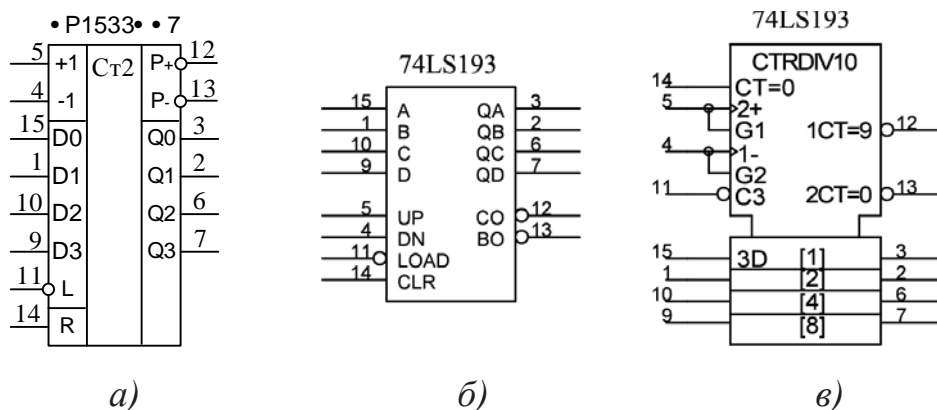 • Р1533• • 7
5 +1 Ст2 P+ 12
4 -1 P- 13
15 D0 Q0 3
1 D1 Q1 2
10 D2 Q2 6
9 D3 Q3 7
11 L
14 R
а)
74LS193
15 A QA 3
1 B QB 2
10 C QC 6
9 D QD 7
5 UP CO 12
4 DN BO 13
11 LOAD
14 CLR
б)
74LS193
CTRDIV10
14 CT=0
5 2+
G1 1CT=9 12
4 1-
G2
11 C3 2CT=0 13
15 3D [1] 3
1 [2] 2
10 [4] 6
9 [8] 7
в)